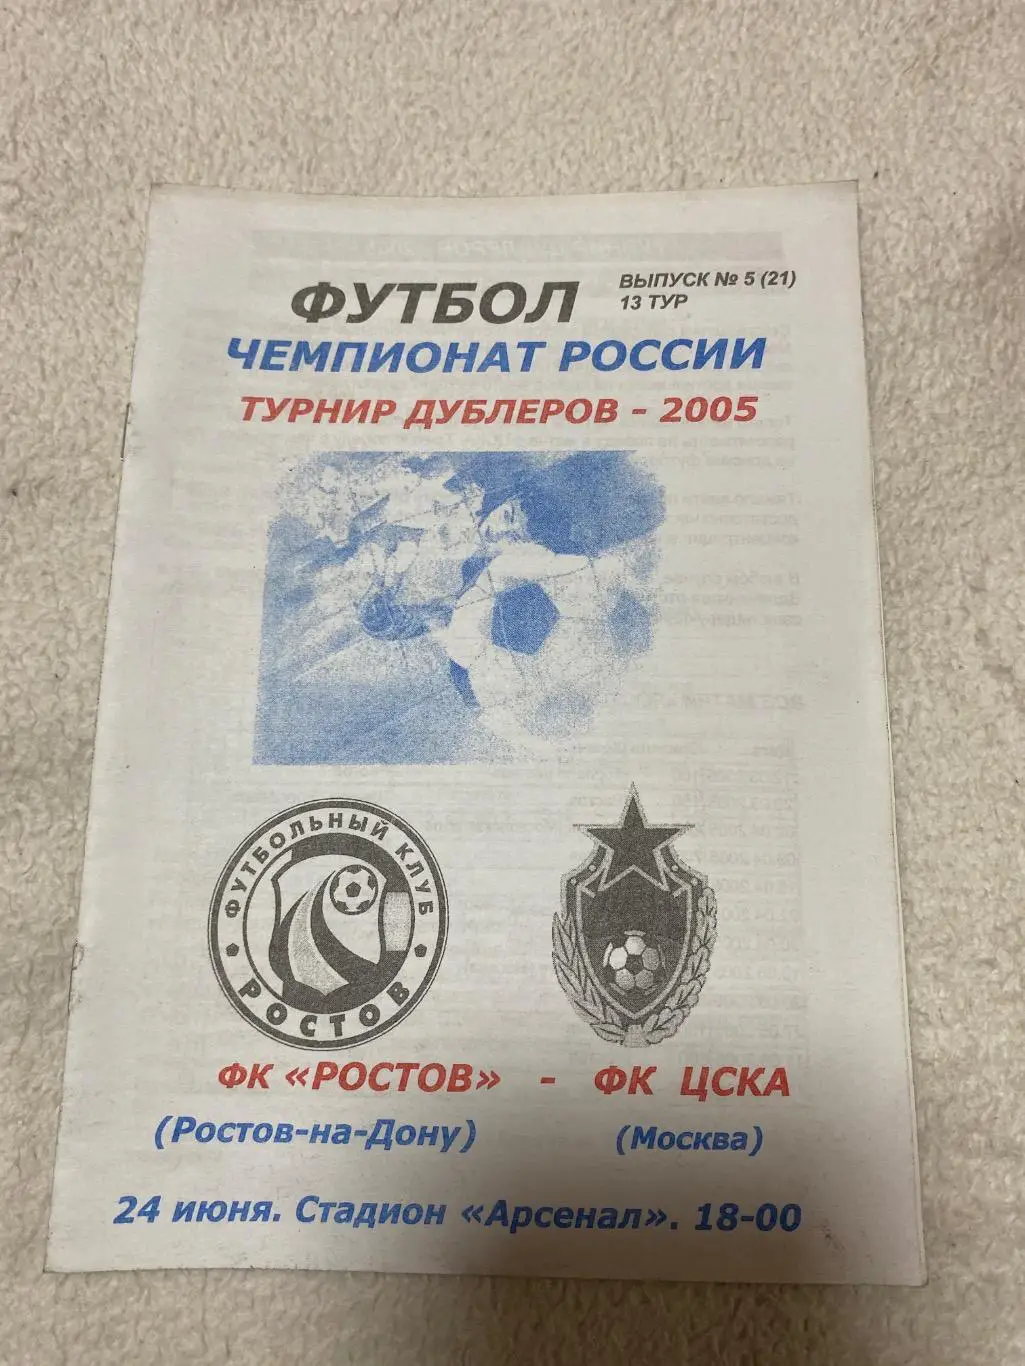 ФУТБОЛ
ВЫПУСК № 5 (21)
13 ТУР
ЧЕМПИОНАТ РОССИИ
ТУРНИР ДУБЛЕРОВ - 2005
ФУТБОЛЬНЫЙ КЛУБ
РОСТОВ
ФК «РОСТОВ» - ФК ЦСКА
(Ростов-на-Дону) (Москва)
24 июня. Стадион «Арсенал». 18-00